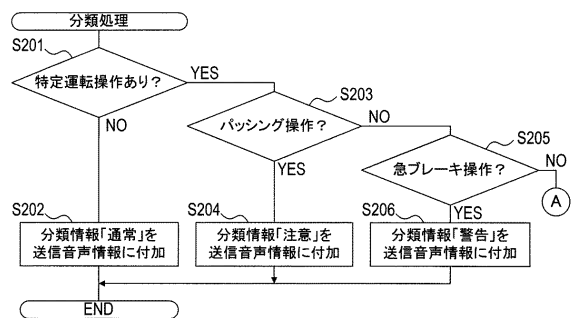 分類処理
S201
特定運転操作あり?
YES
NO
S203
パッシング操作?
NO
YES
S205
急ブレーキ操作?
NO
YES
A
S202
分類情報「通常」を
送信音声情報に付加
S204
分類情報「注意」を
送信音声情報に付加
S206
分類情報「警告」を
送信音声情報に付加
END